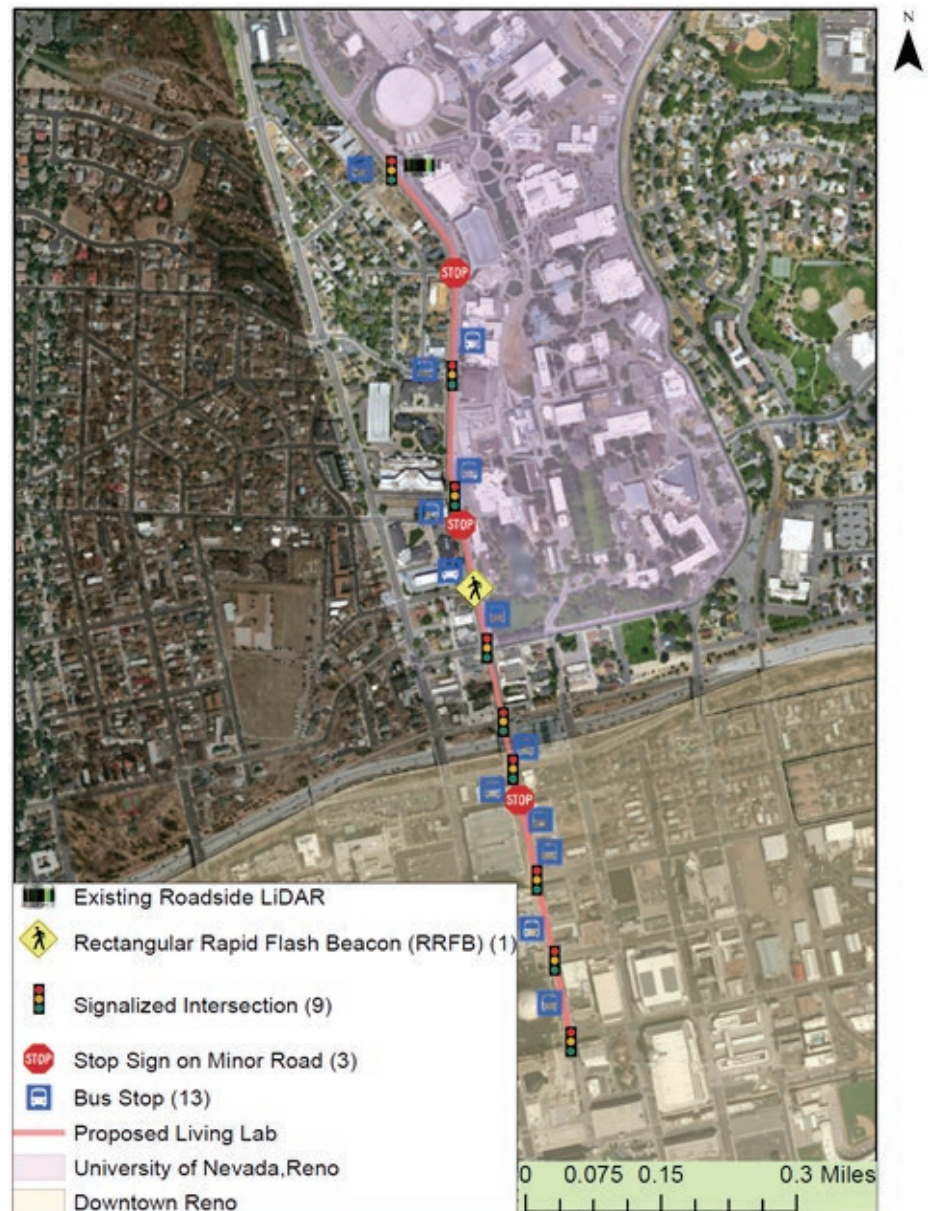 N
STOP
STOP
STOP
Existing Roadside LiDAR
Rectangular Rapid Flash Beacon (RRFB) (1)
Signalized Intersection (9)
STOP
Stop Sign on Minor Road (3)
Bus Stop (13)
Proposed Living Lab
University of Nevada,Reno
Downtown Reno
0 0.075 0.15 0.3 Miles